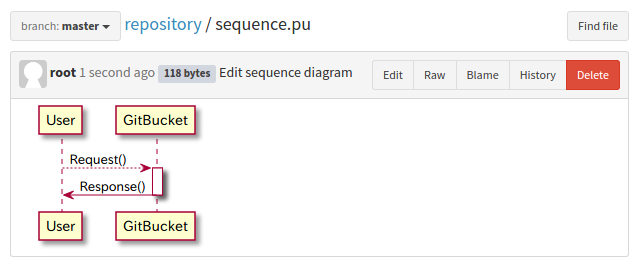 branch: master repository / sequence.pu Find file
root 1 second ago 118 bytes Edit sequence diagram Edit Raw Blame History Delete
User GitBucket
Request()
Response()
User GitBucket